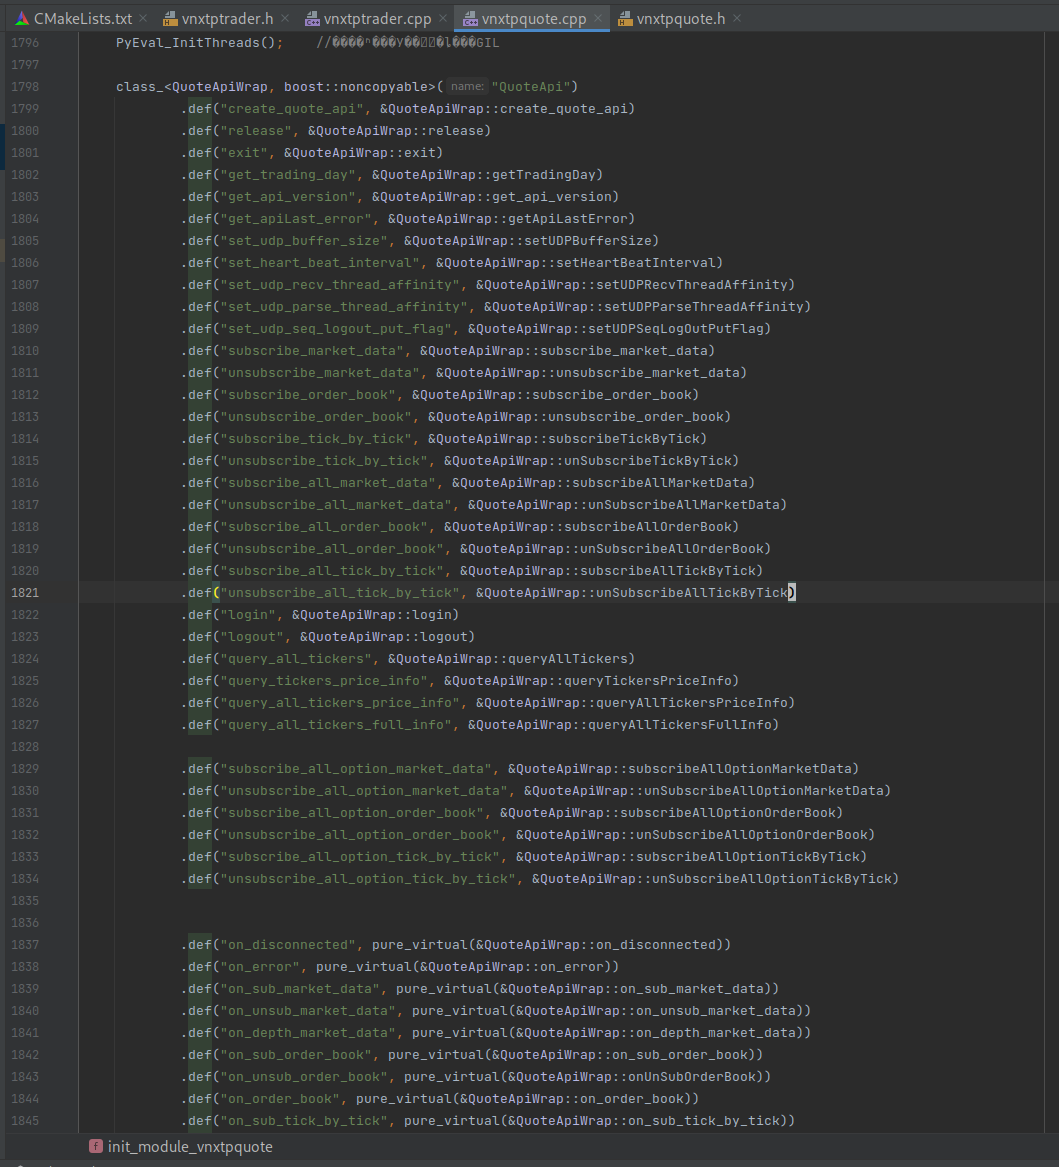 CMakeLists.txt vnxtptrader.h vnxtptrader.cpp vnxtpquote.cpp vnxtpquote.h
1796 PyEval_InitThreads(); //GIL
1797
1798 class_<QuoteApiWrap, boost::noncopyable>( name: "QuoteApi")
1799 .def("create_quote_api", &QuoteApiWrap::create_quote_api)
1800 .def("release", &QuoteApiWrap::release)
1801 .def("exit", &QuoteApiWrap::exit)
1802 .def("get_trading_day", &QuoteApiWrap::getTradingDay)
1803 .def("get_api_version", &QuoteApiWrap::get_api_version)
1804 .def("get_apiLast_error", &QuoteApiWrap::getApiLastError)
1805 .def("set_udp_buffer_size", &QuoteApiWrap::setUDPBufferSize)
1806 .def("set_heart_beat_interval", &QuoteApiWrap::setHeartBeatInterval)
1807 .def("set_udp_recv_thread_affinity", &QuoteApiWrap::setUDPRecvThreadAffinity)
1808 .def("set_udp_parse_thread_affinity", &QuoteApiWrap::setUDPParseThreadAffinity)
1809 .def("set_udp_seq_logout_put_flag", &QuoteApiWrap::setUDPSeqLogOutPutFlag)
1810 .def("subscribe_market_data", &QuoteApiWrap::subscribe_market_data)
1811 .def("unsubscribe_market_data", &QuoteApiWrap::unsubscribe_market_data)
1812 .def("subscribe_order_book", &QuoteApiWrap::subscribe_order_book)
1813 .def("unsubscribe_order_book", &QuoteApiWrap::unsubscribe_order_book)
1814 .def("subscribe_tick_by_tick", &QuoteApiWrap::subscribeTickByTick)
1815 .def("unsubscribe_tick_by_tick", &QuoteApiWrap::unSubscribeTickByTick)
1816 .def("subscribe_all_market_data", &QuoteApiWrap::subscribeAllMarketData)
1817 .def("unsubscribe_all_market_data", &QuoteApiWrap::unSubscribeAllMarketData)
1818 .def("subscribe_all_order_book", &QuoteApiWrap::subscribeAllOrderBook)
1819 .def("unsubscribe_all_order_book", &QuoteApiWrap::unSubscribeAllOrderBook)
1820 .def("subscribe_all_tick_by_tick", &QuoteApiWrap::subscribeAllTickByTick)
1821 .def("unsubscribe_all_tick_by_tick", &QuoteApiWrap::unSubscribeAllTickByTick)
1822 .def("login", &QuoteApiWrap::login)
1823 .def("logout", &QuoteApiWrap::logout)
1824 .def("query_all_tickers", &QuoteApiWrap::queryAllTickers)
1825 .def("query_tickers_price_info", &QuoteApiWrap::queryTickersPriceInfo)
1826 .def("query_all_tickers_price_info", &QuoteApiWrap::queryAllTickersPriceInfo)
1827 .def("query_all_tickers_full_info", &QuoteApiWrap::queryAllTickersFullInfo)
1828
1829 .def("subscribe_all_option_market_data", &QuoteApiWrap::subscribeAllOptionMarketData)
1830 .def("unsubscribe_all_option_market_data", &QuoteApiWrap::unSubscribeAllOptionMarketData)
1831 .def("subscribe_all_option_order_book", &QuoteApiWrap::subscribeAllOptionOrderBook)
1832 .def("unsubscribe_all_option_order_book", &QuoteApiWrap::unSubscribeAllOptionOrderBook)
1833 .def("subscribe_all_option_tick_by_tick", &QuoteApiWrap::subscribeAllOptionTickByTick)
1834 .def("unsubscribe_all_option_tick_by_tick", &QuoteApiWrap::unSubscribeAllOptionTickByTick)
1835
1836
1837 .def("on_disconnected", pure_virtual(&QuoteApiWrap::on_disconnected))
1838 .def("on_error", pure_virtual(&QuoteApiWrap::on_error))
1839 .def("on_sub_market_data", pure_virtual(&QuoteApiWrap::on_sub_market_data))
1840 .def("on_unsub_market_data", pure_virtual(&QuoteApiWrap::on_unsub_market_data))
1841 .def("on_depth_market_data", pure_virtual(&QuoteApiWrap::on_depth_market_data))
1842 .def("on_sub_order_book", pure_virtual(&QuoteApiWrap::on_sub_order_book))
1843 .def("on_unsub_order_book", pure_virtual(&QuoteApiWrap::onUnSubOrderBook))
1844 .def("on_order_book", pure_virtual(&QuoteApiWrap::on_order_book))
1845 .def("on_sub_tick_by_tick", pure_virtual(&QuoteApiWrap::on_sub_tick_by_tick))
f init_module_vnxtpquote